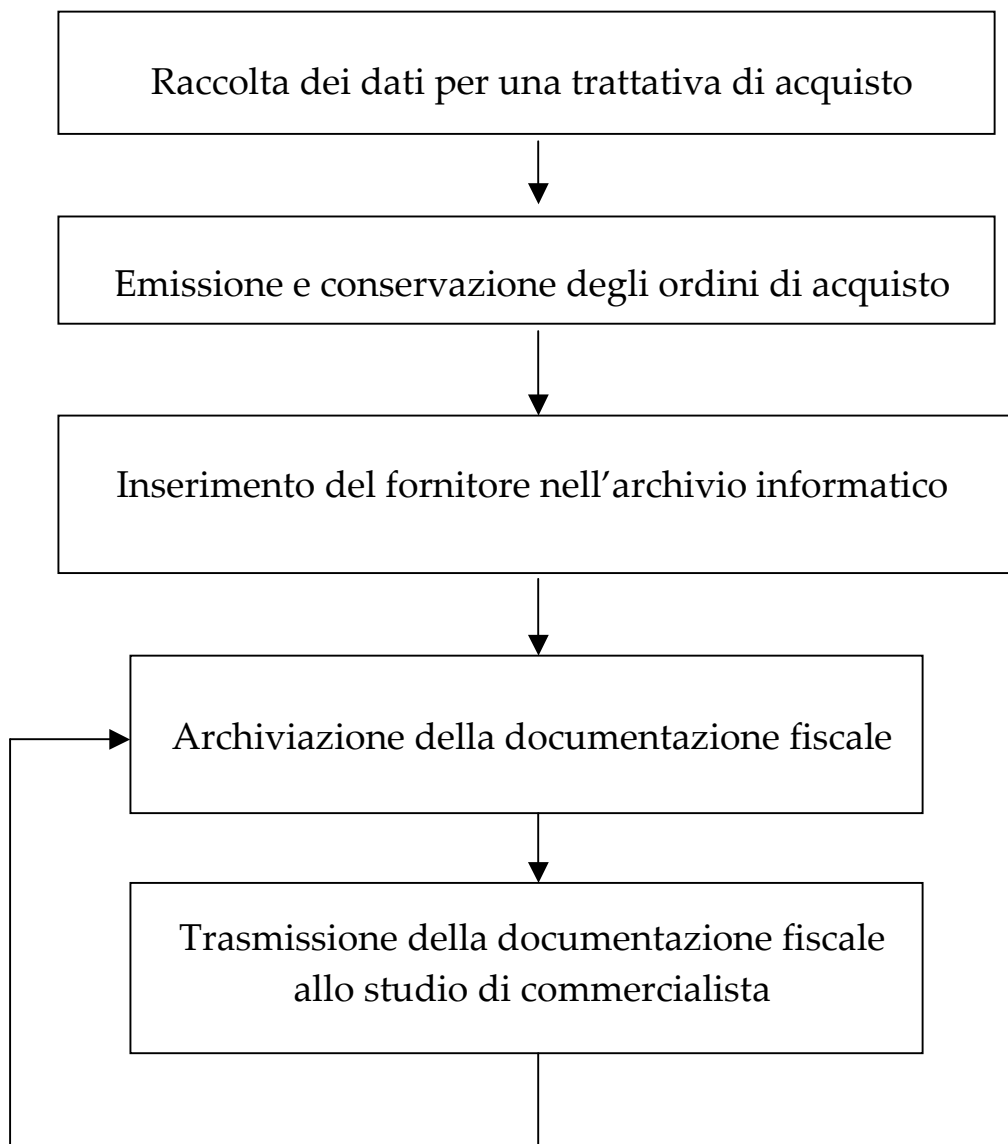 Raccolta dei dati per una trattativa di acquisto
Emissione e conservazione degli ordini di acquisto
Inserimento del fornitore nell’archivio informatico
Archiviazione della documentazione fiscale
Trasmissione della documentazione fiscale
allo studio di commercialista